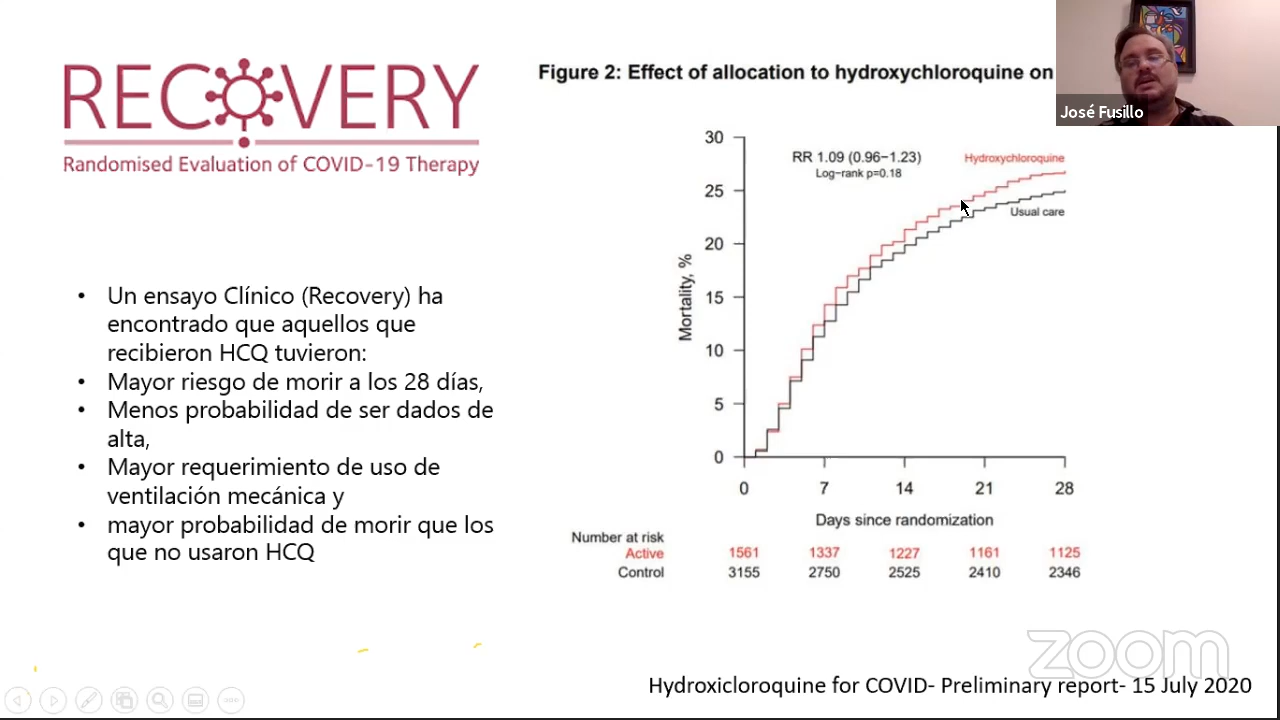 RECOVERY
Randomised Evaluation of COVID-19 Therapy
• Un ensayo Clínico (Recovery) ha
encontrado que aquellos que
recibieron HCQ tuvieron:
• Mayor riesgo de morir a los 28 días,
• Menos probabilidad de ser dados de
alta,
• Mayor requerimiento de uso de
ventilación mecánica y
• mayor probabilidad de morir que los
que no usaron HCQ
Figure 2: Effect of allocation to hydroxychloroquine on
José Fusillo
RR 1.09 (0.96−1.23)
Log−rank p=0.18
Hydroxychloroquine
Usual care
Mortality, %
30
25
20
15
10
5
0
0 7 14 21 28
Days since randomization
Number at risk
Active 1561 1337 1227 1161 1125
Control 3155 2750 2525 2410 2346
zoom
Hydroxicloroquine for COVID- Preliminary report- 15 July 2020